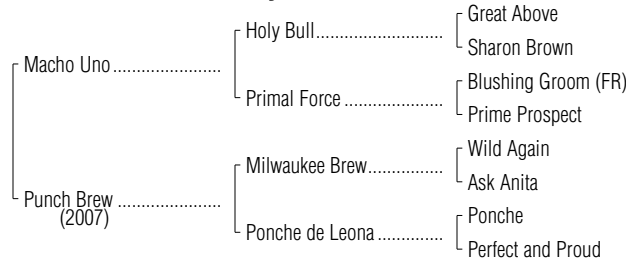 Great Above
Holy Bull......................
Sharon Brown
Macho Uno......................
Blushing Groom (FR)
Primal Force ....................
Prime Prospect
Wild Again
Milwaukee Brew...............
Ask Anita
Punch Brew .....................
(2007)
Ponche
Ponche de Leona .............
Perfect and Proud